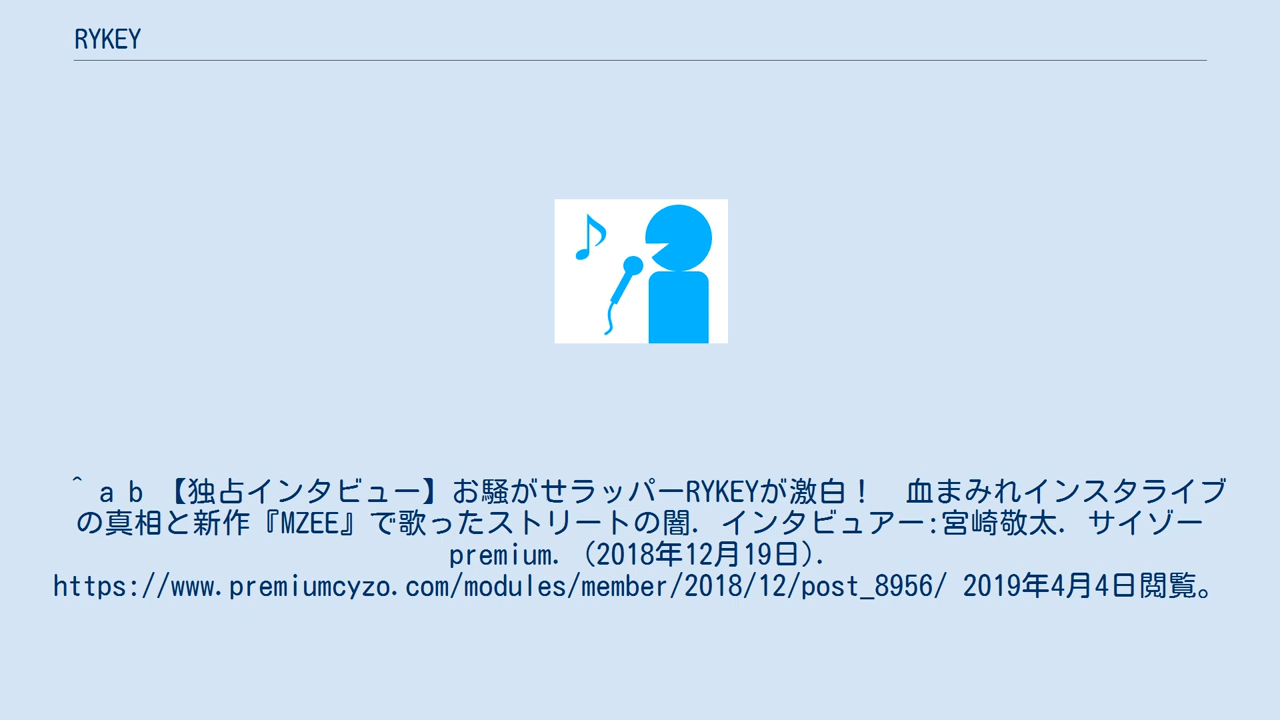 RYKEY
^ a b 【独占インタビュー】お騒がせラッパーRYKEYが激白！　血まみれインスタライブ
の真相と新作『MZEE』で歌ったストリートの闇. インタビュアー:宮崎敬太. サイゾー
premium. (2018年12月19日).
https://www.premiumcyzo.com/modules/member/2018/12/post_8956/ 2019年4月4日閲覧。